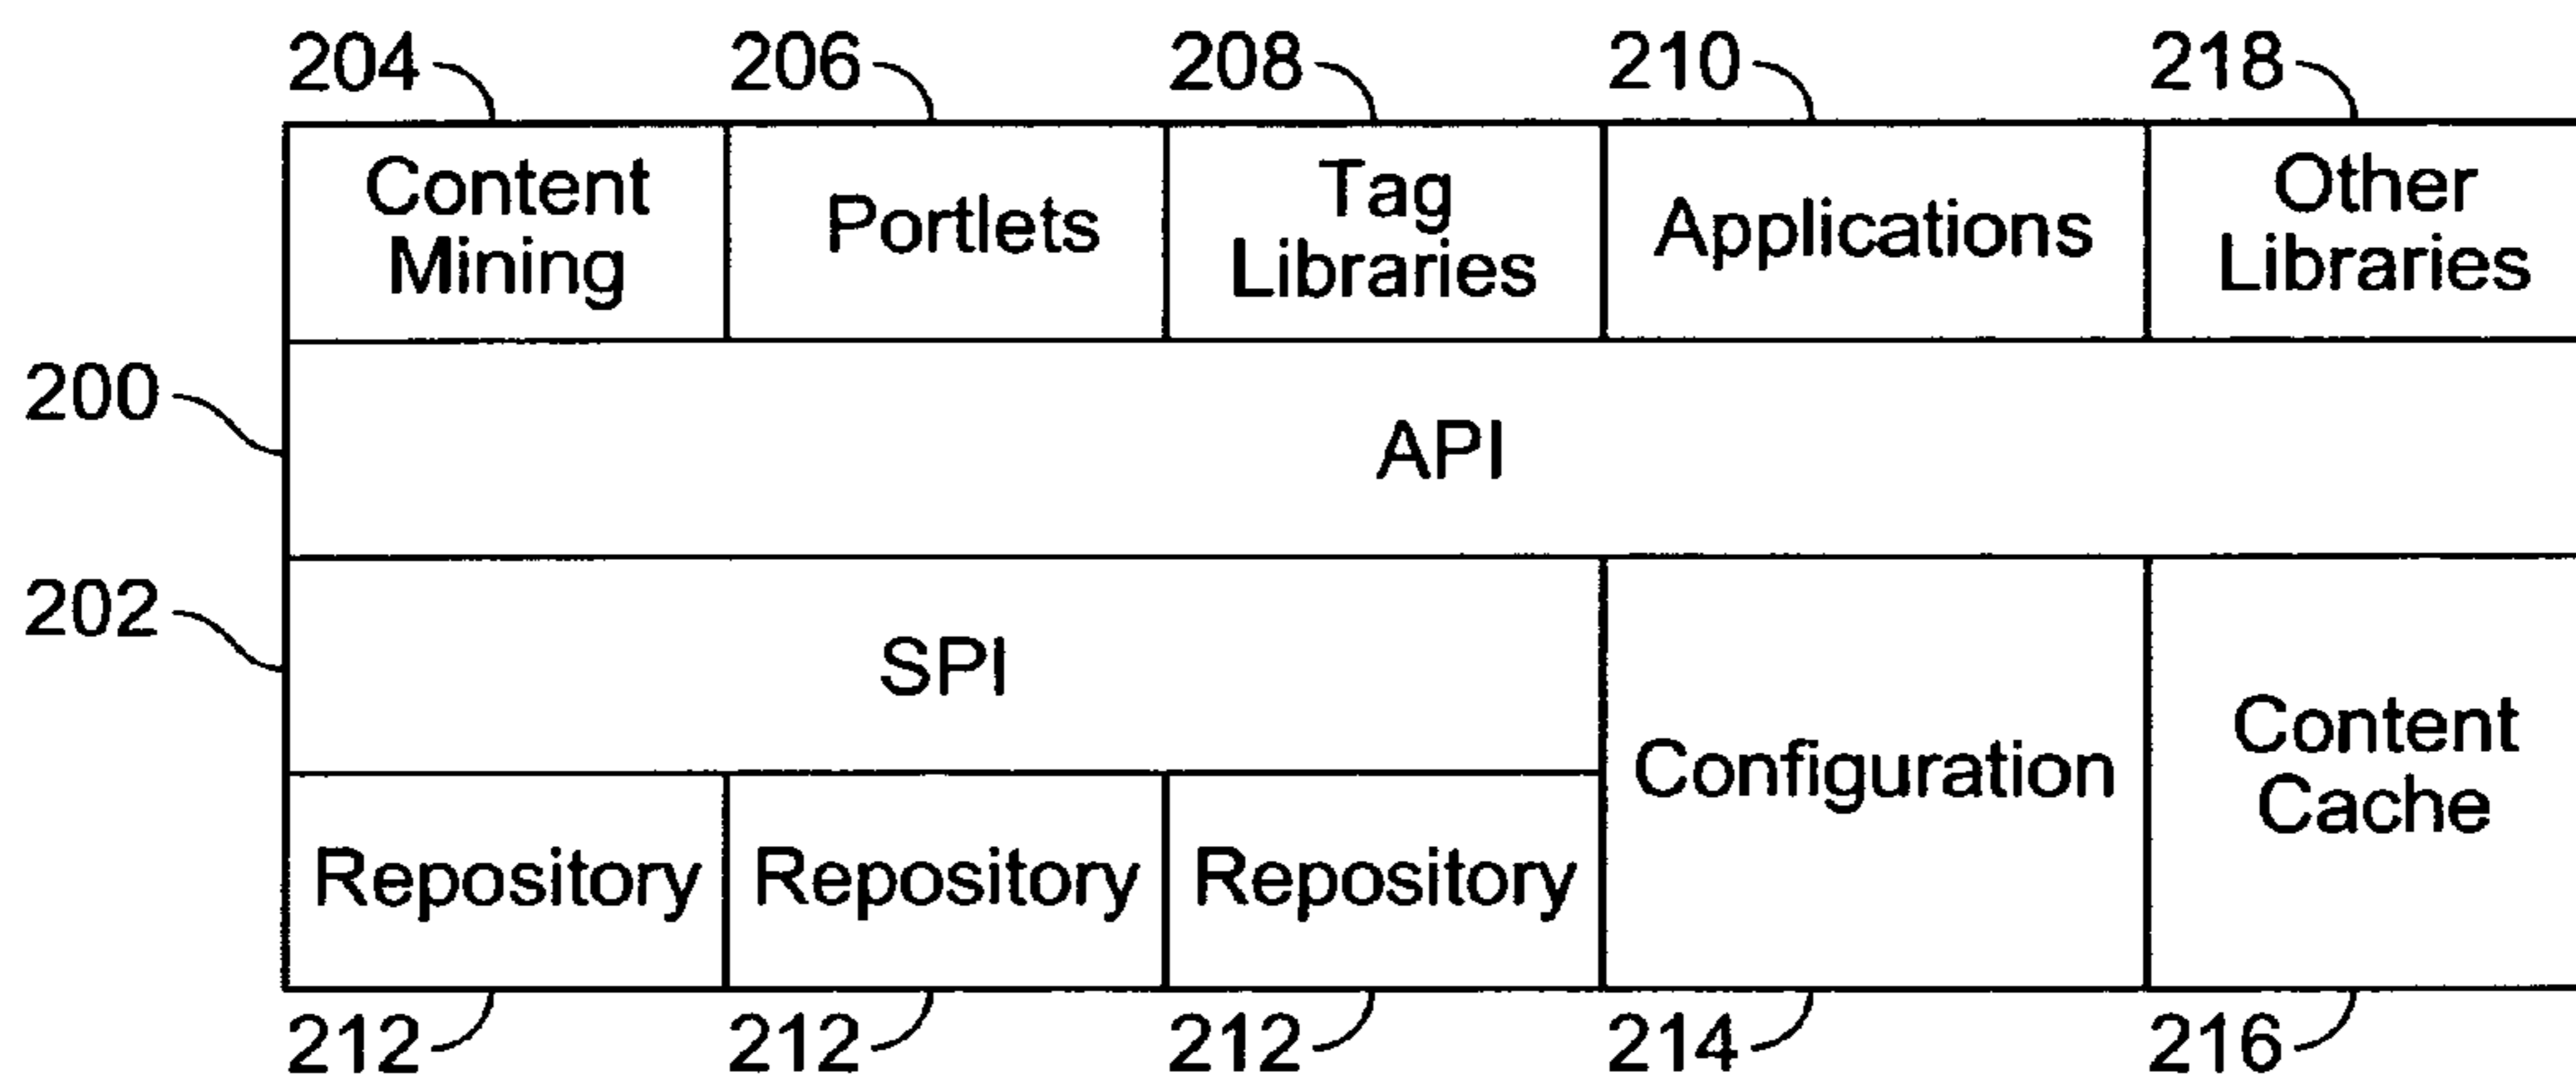 204 206 208 210 218
Content Mining Portlets Tag Libraries Applications Other Libraries
200
API
202
SPI
Configuration
Content Cache
Repository Repository Repository
212 212 212 214 216